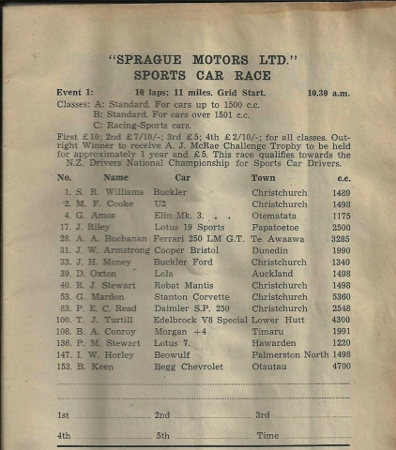 "SPRAGUE MOTORS LTD."
SPORTS CAR RACE
Event 1: 10 laps; 11 miles. Grid Start. 10.30 a.m.
Classes: A: Standard. For cars up to 1500 c.c.
B: Standard. For cars over 1501 c.c.
C: Racing-Sports cars.
First £10; 2nd £7/10/-; 3rd £5; 4th £2/10/-; for all classes. Out-
right Winner to receive A. J. McRae Challenge Trophy to be held
for approximately 1 year and £5. This race qualifies towards the
N.Z. Drivers National Championship for Sports Car Drivers.
No. Name Car Town c.c.
1. S. R. Williams Buckler Christchurch 1489
2. M. F. Cooke U2 Christchurch 1498
4. G. Amos Elin Mk. 3. Otematata 1175
17. J. Riley Lotus 19 Sports Papatoetoe 2500
28. A. A. Buchanan Ferrari 250 LM G.T. Te Awaawa 3285
31. J. W. Armstrong Cooper Bristol Dunedin 1990
33. J. H. Money Buckler Ford Christchurch 1340
39. D. Oxton Lola Auckland 1498
40. R. J. Stewart Robat Mantis Christchurch 1498
53. G. Mardon Stanton Corvette Christchurch 5360
83. P. E. C. Read Daimler S.P. 250 Christchurch 2548
100. T. J. Turtill Edelbrock V8 Special Lower Hutt 4300
108. B. A. Conroy Morgan +4 Timaru 1991
136. P. M. Stewart Lotus 7. Hawarden 1220
147. I. W. Horley Beowulf Palmerston North 1498
153. B. Keen Begg Chevrolet Otautau 4700
1st 2nd 3rd
4th 5th Time